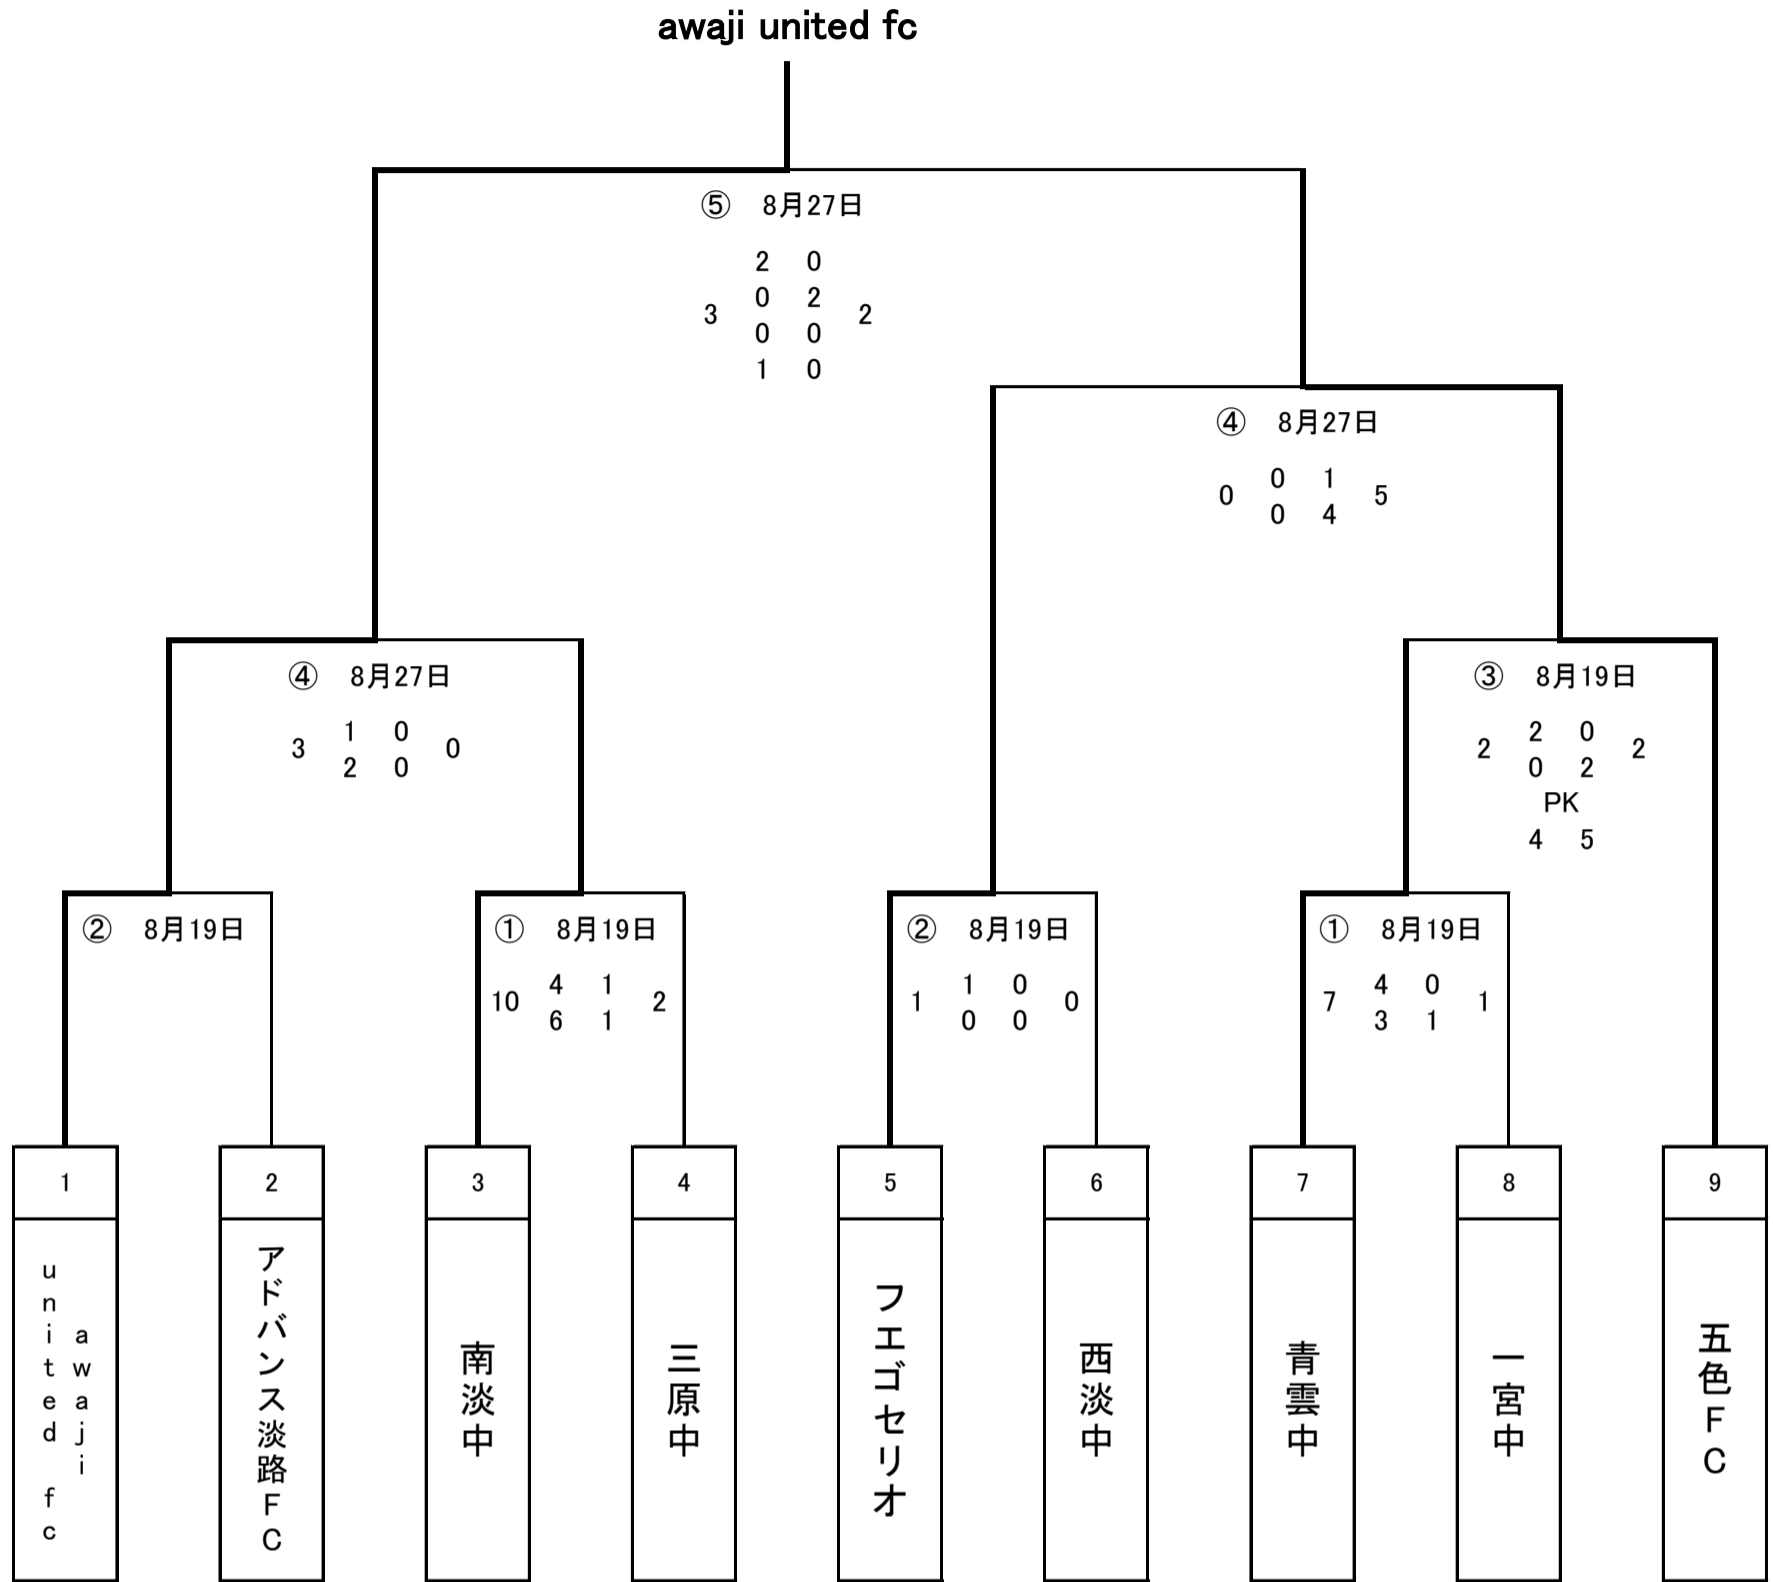 awaji united fc
⑤ 8月27日
2 0
0 2
3 2
0 0
1 0
④ 8月27日
0 1
0 5
0 4
④ 8月27日
1 0
3 0
2 0
③ 8月19日
2 0
2 2
0 2
PK
4 5
② 8月19日
① 8月19日
4 1
10 2
6 1
② 8月19日
1 0
1 0
0 0
① 8月19日
4 0
7 1
3 1
1
2
3
4
5
6
7
8
9
awaji
united fc
アドバンス淡路FC
南淡中
三原中
フエゴセリオ
西淡中
青雲中
一宮中
五色FC